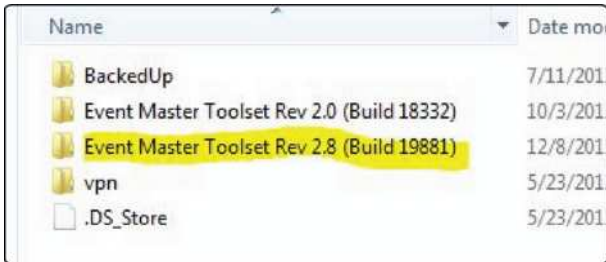 Name Date mo
BackedUp 7/11/201
Event Master Toolset Rev 2.0 (Build 18332) 10/3/201
Event Master Toolset Rev 2.8 (Build 19881) 12/8/201
vpn 5/23/201
.DS_Store 5/23/201